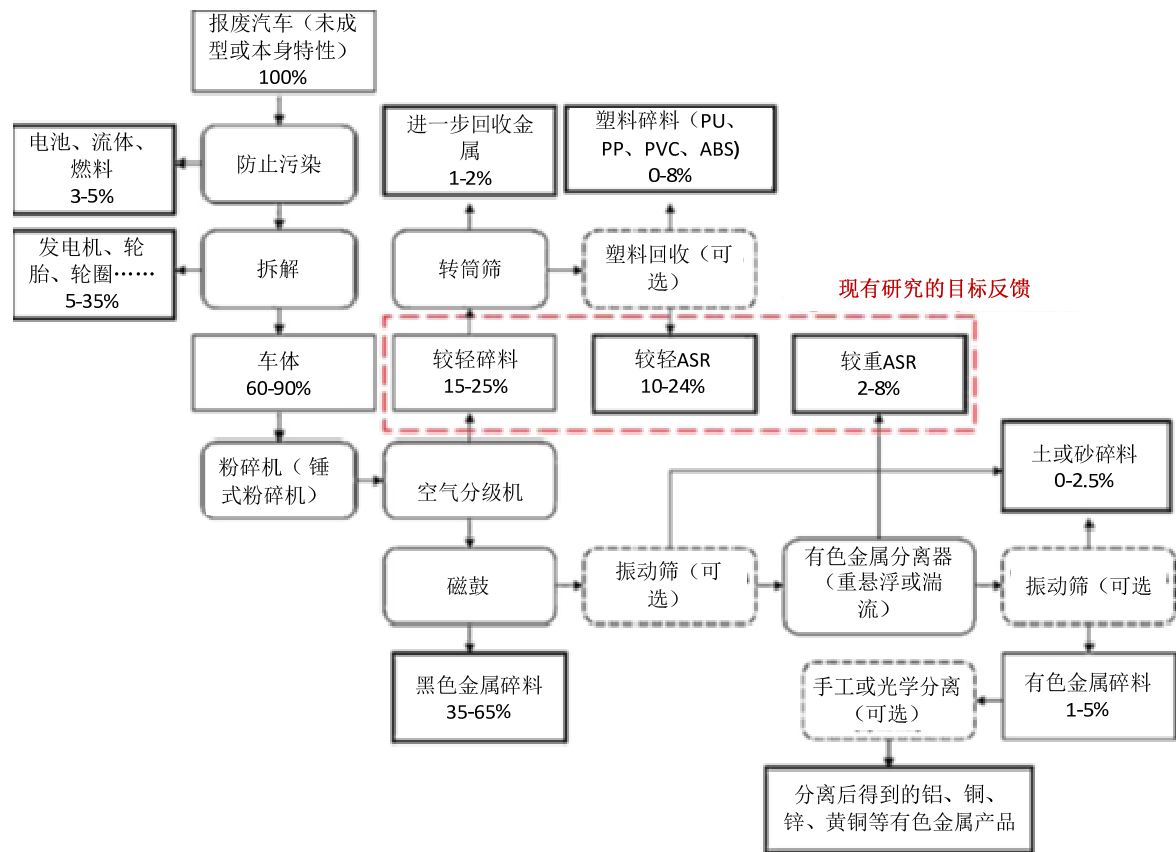 报废汽车（未成
型或本身特性）
100%
电池、流体、
燃料
3-5%
防止污染
进一步回收金
属
1-2%
塑料碎料（PU、
PP、PVC、ABS)
0-8%
发电机、轮
胎、轮圈……
5-35%
拆解
转筒筛
塑料回收（可
选）
现有研究的目标反馈
车体
60-90%
较轻碎料
15-25%
较轻ASR
10-24%
较重ASR
2-8%
粉碎机（ 锤
式粉碎机）
空气分级机
土或砂碎料
0-2.5%
磁鼓
振动筛（可
选）
有色金属分离器
（重悬浮或湍
流）
振动筛（可选
黑色金属碎料
35-65%
手工或光学分离
（可选）
有色金属碎料
1-5%
分离后得到的铝、铜、
锌、黄铜等有色金属产品